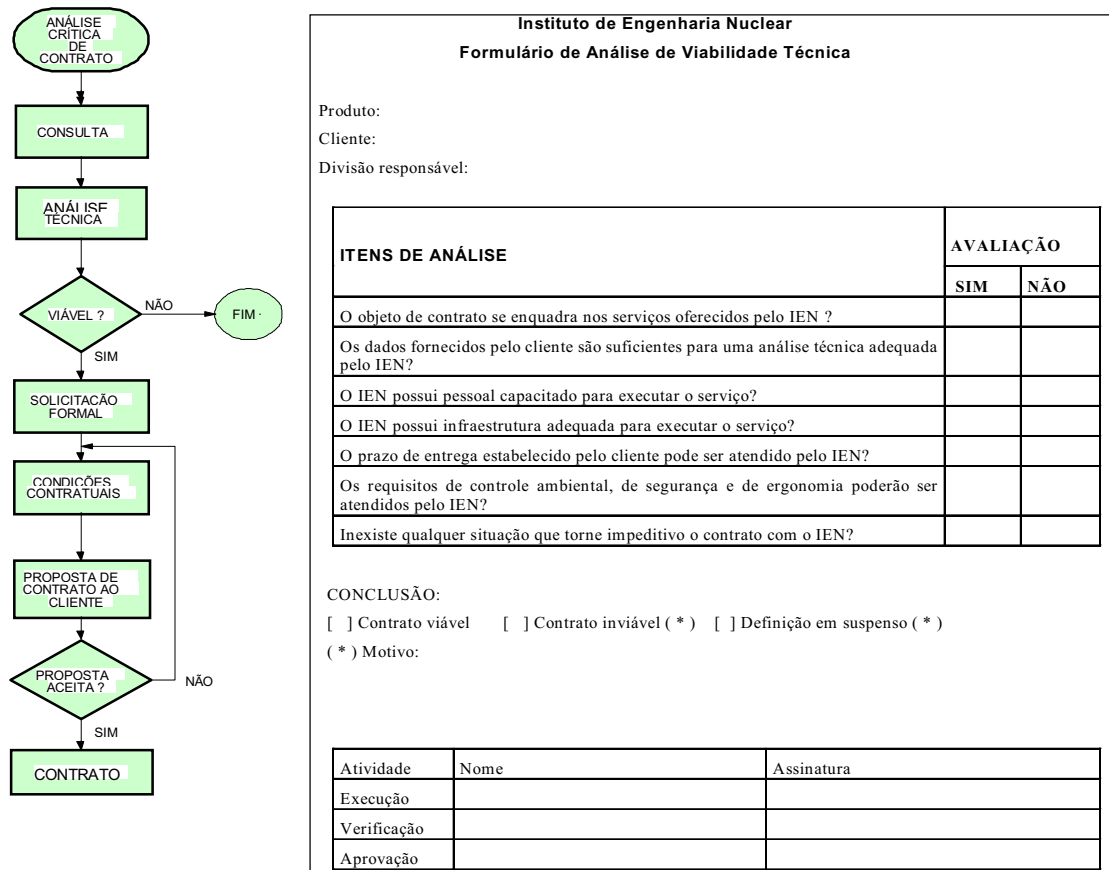 ANÁLISE
CRÍTICA
DE
CONTRATO
CONSULTA
ANÁLISE
TÉCNICA
VIÁVEL ?
NÃO
FIM
SIM
SOLICITAÇÃO
FORMAL
CONDIÇÕES
CONTRATUAIS
PROPOSTA DE
CONTRATO AO
CLIENTE
PROPOSTA
ACEITA ?
NÃO
SIM
CONTRATO
Instituto de Engenharia Nuclear
Formulário de Análise de Viabilidade Técnica
Produto:
Cliente:
Divisão responsável:
ITENS DE ANÁLISE
AVALIAÇÃO
SIM NÃO
O objeto de contrato se enquadra nos serviços oferecidos pelo IEN ?
Os dados fornecidos pelo cliente são suficientes para uma análise técnica adequada
pelo IEN?
O IEN possui pessoal capacitado para executar o serviço?
O IEN possui infraestrutura adequada para executar o serviço?
O prazo de entrega estabelecido pelo cliente pode ser atendido pelo IEN?
Os requisitos de controle ambiental, de segurança e de ergonomia poderão ser
atendidos pelo IEN?
Inexiste qualquer situação que torne impeditivo o contrato com o IEN?
CONCLUSÃO:
[ ] Contrato viável [ ] Contrato inviável ( * ) [ ] Definição em suspenso ( * )
( * ) Motivo:
Atividade Nome Assinatura
Execução
Verificação
Aprovação